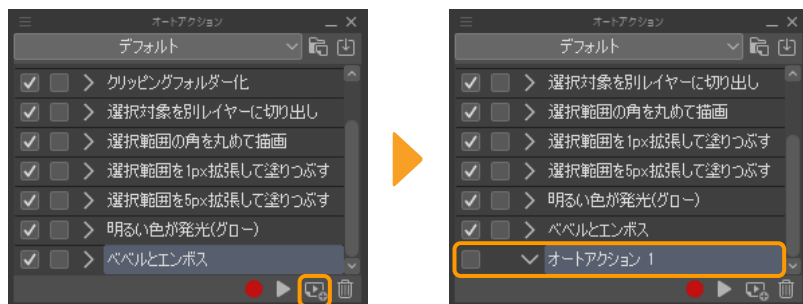 オートアクション
デフォルト
クリッピングフォルダー化
選択対象を別レイヤーに切り出し
選択範囲の角を丸めて描画
選択範囲を1px拡張して塗りつぶす
選択範囲を5px拡張して塗りつぶす
明るい色が発光(グロー)
ベベルとエンボス
オートアクション
デフォルト
選択対象を別レイヤーに切り出し
選択範囲の角を丸めて描画
選択範囲を1px拡張して塗りつぶす
選択範囲を5px拡張して塗りつぶす
明るい色が発光(グロー)
ベベルとエンボス
オートアクション 1